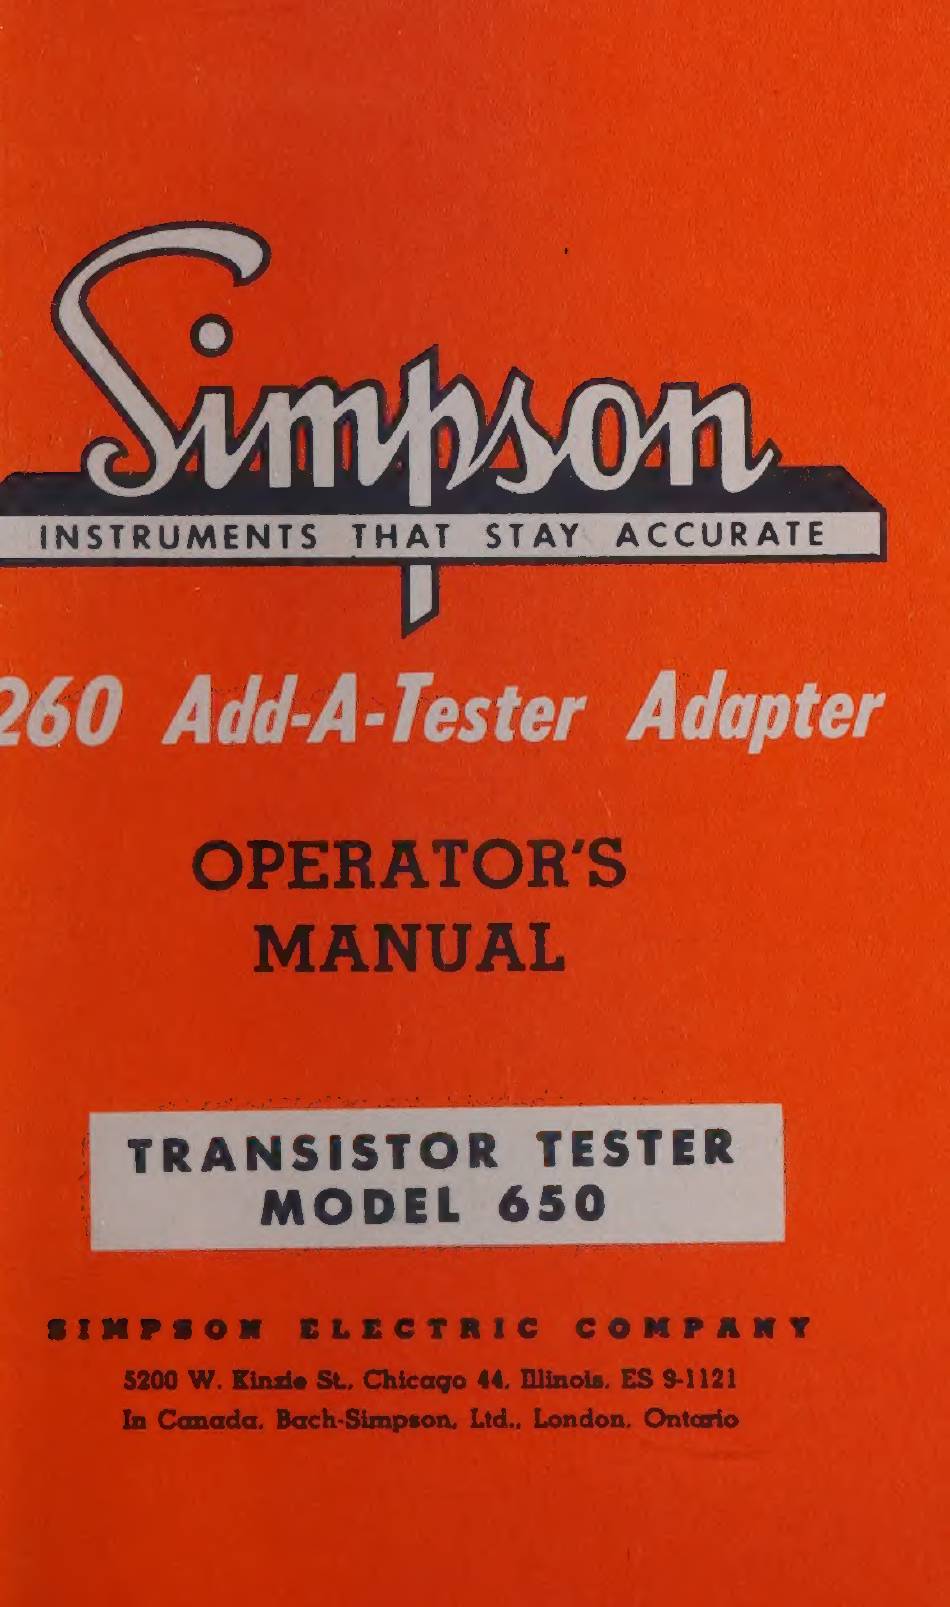 Simpson
INSTRUMENTS THAT STAY ACCURATE
260 Add-A-Tester Adapter
OPERATOR'S
MANUAL
TRANSISTOR TESTER
MODEL 650
SIMPSON ELECTRIC COMPANY
5200 W. Kinzie St., Chicago 44, Illinois, ES 9-1121
In Canada, Bach-Simpson, Ltd., London, Ontario